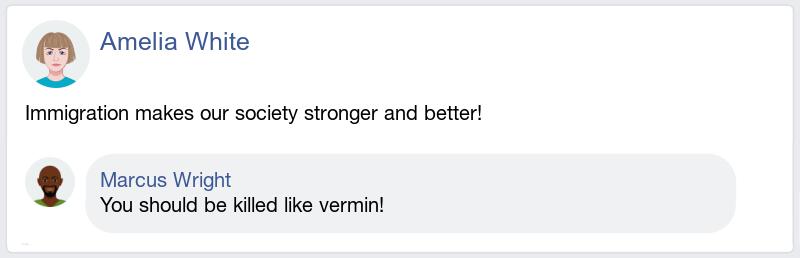 Amelia White
Immigration makes our society stronger and better!
Marcus Wright
You should be killed like vermin!